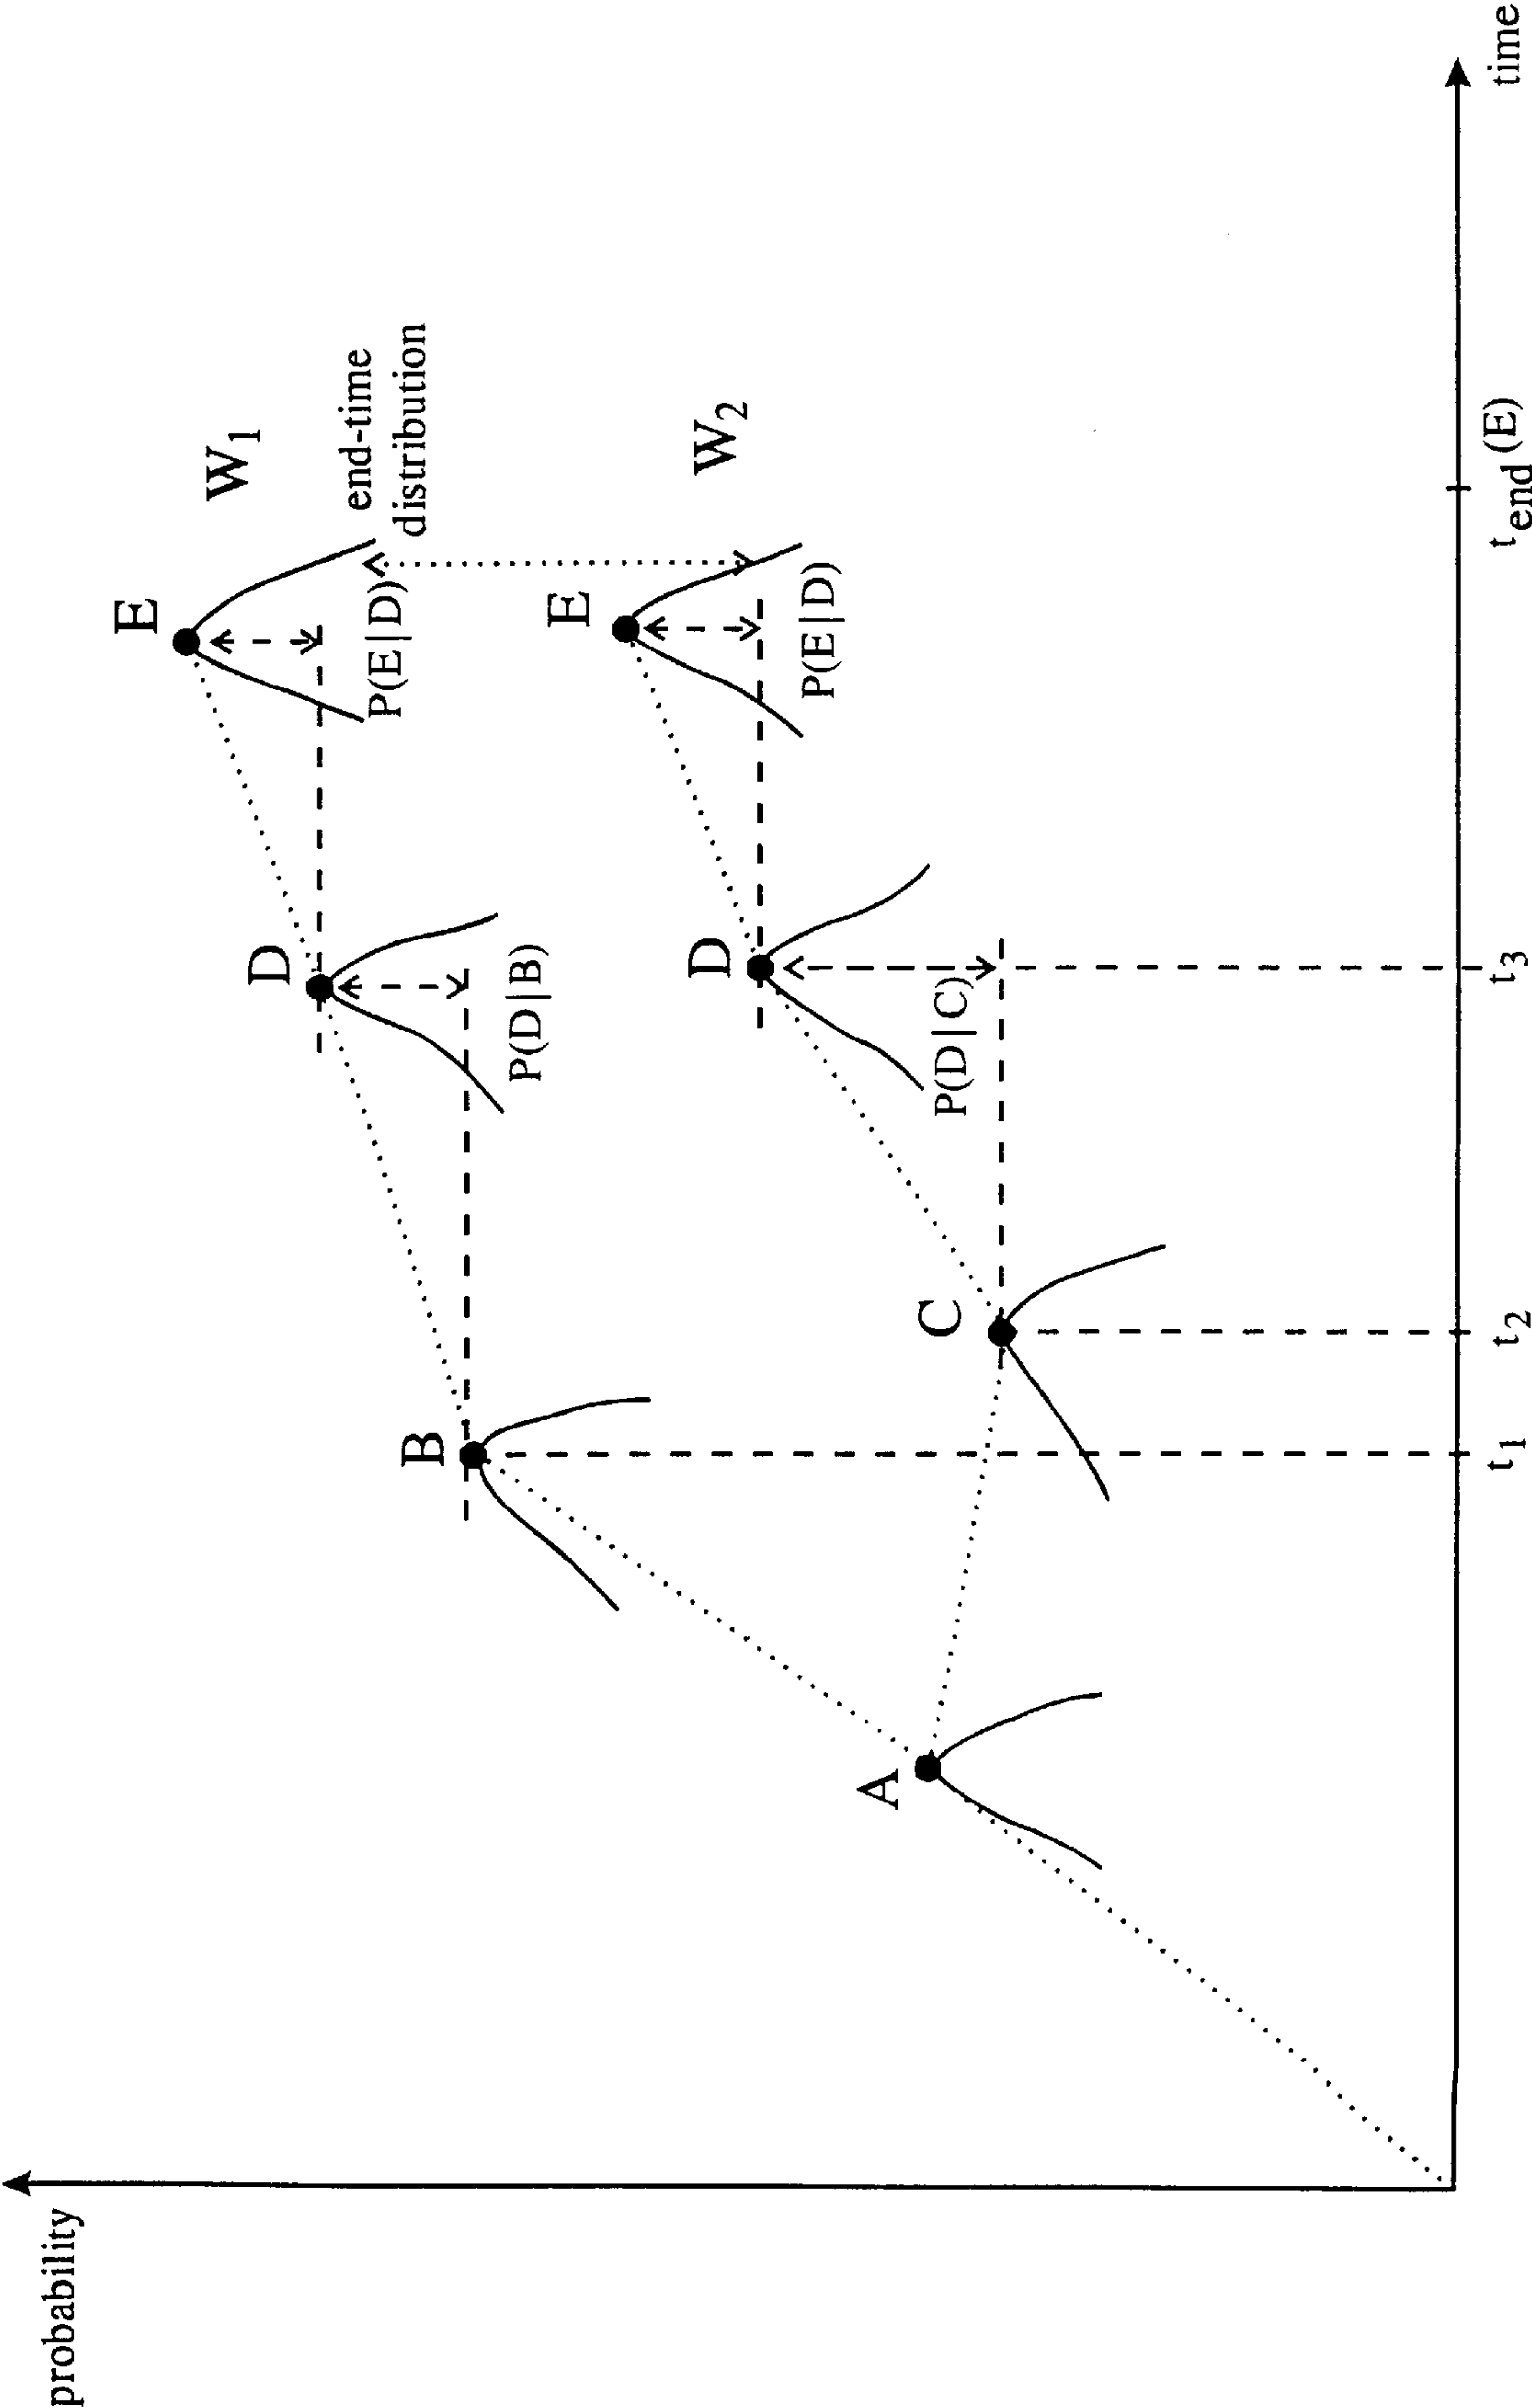 probability
E
W1
D
end-time
distribution
P(E|D)
B
P(D|B)
E
W2
D
P(E|D)
A
C
P(D|C)
t1
t2
t3
tend(E)
time